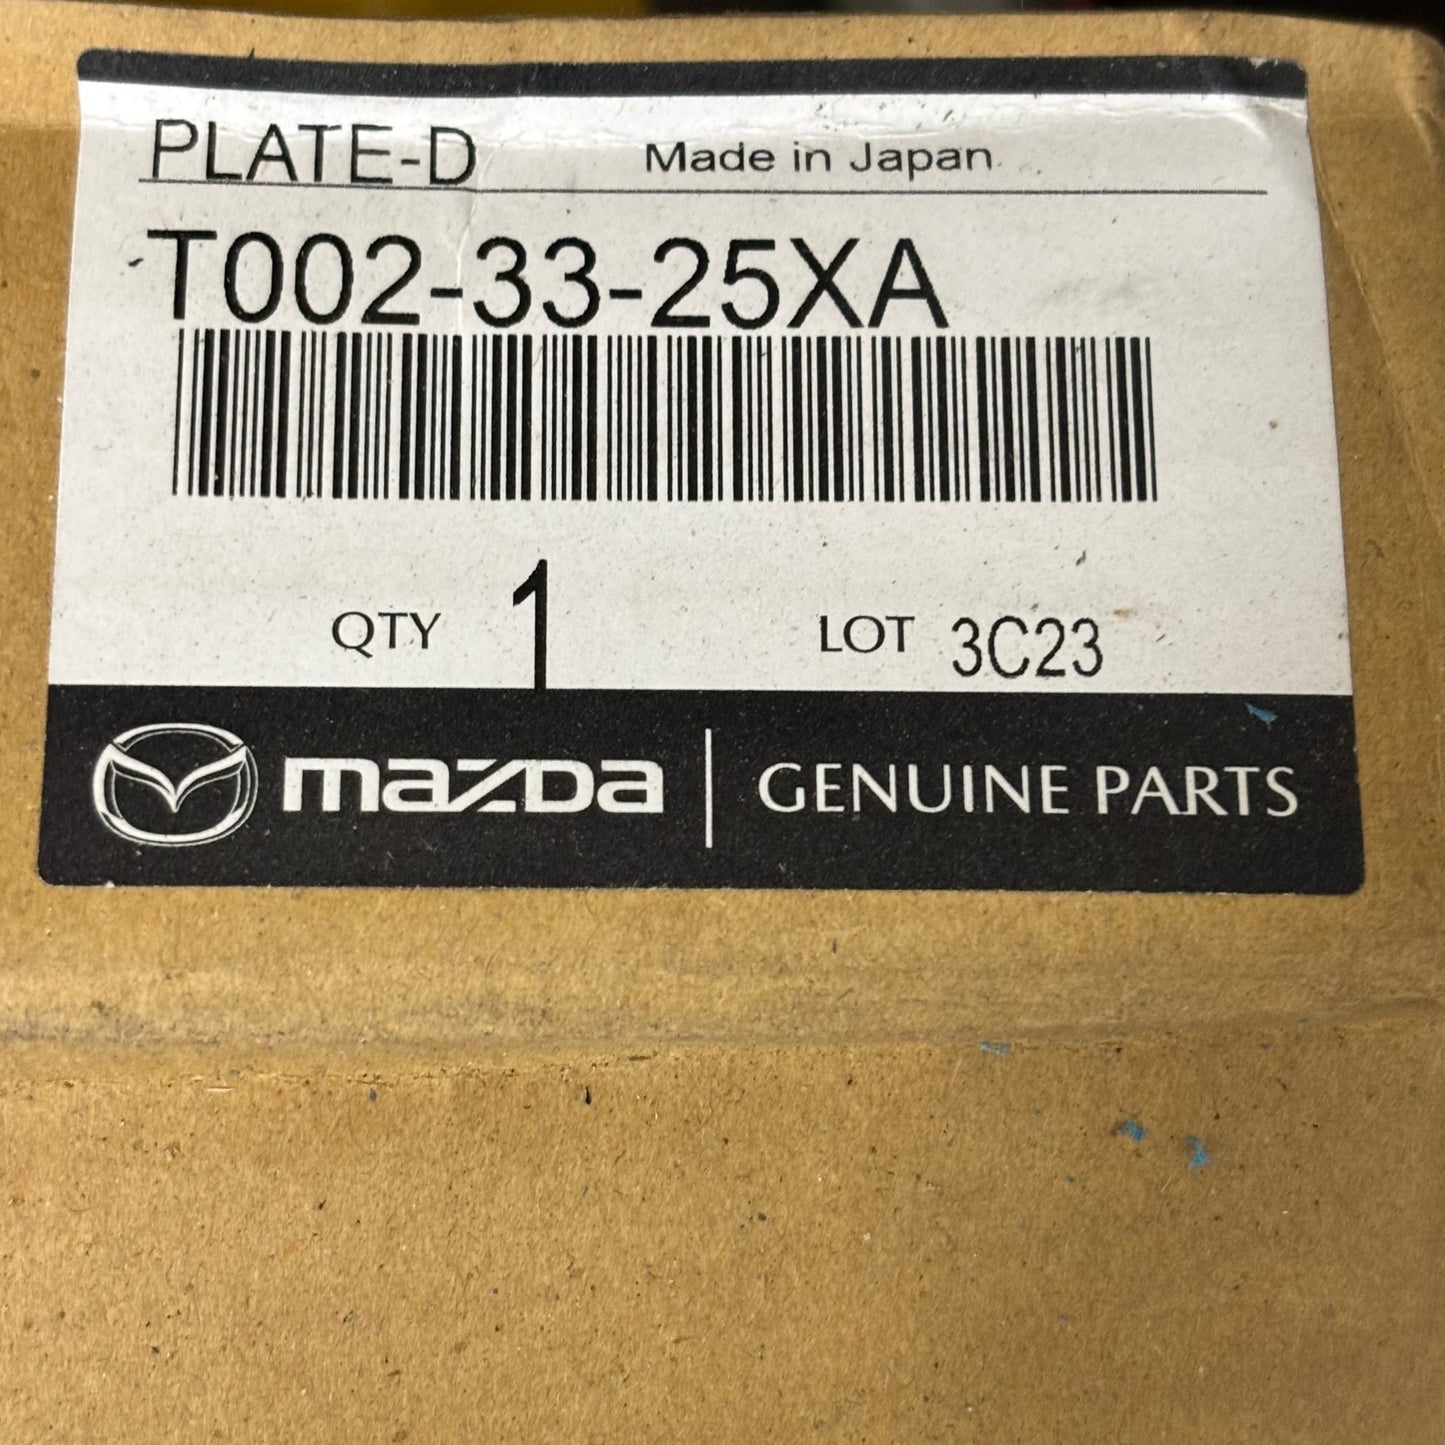 PLATE-D Made in Japan
T002-33-25XA
QTY 1 LOT 3C23
mazda GENUINE PARTS